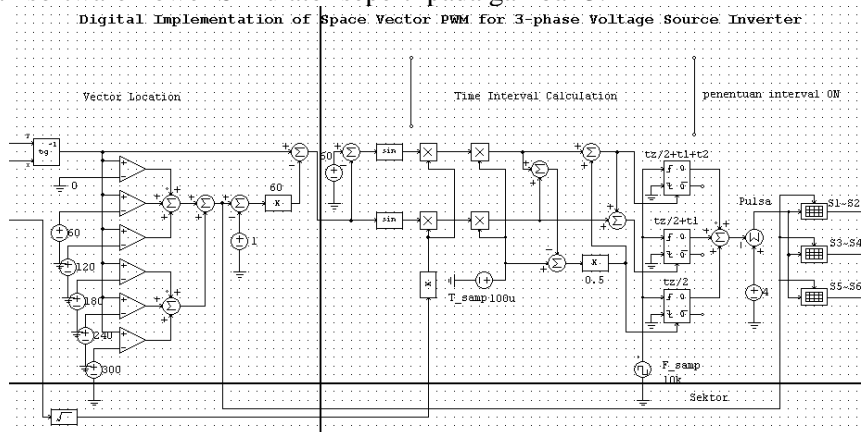 Digital Implementation of Space Vector PWM for 3-phase Voltage Source Inverter
Vector Location
Time Interval Calculation
penentuan interval ON
tg -1
Y
X
0
60
120
180
240
300
60
K
1
60
sin
sin
K
T_samp 100u
K
0.5
tz/2+t1+t2
tz/2+t1
tz/2
F_samp
10k
Pulsa
4
S1~S2
S3~S4
S5~S6
Sektor